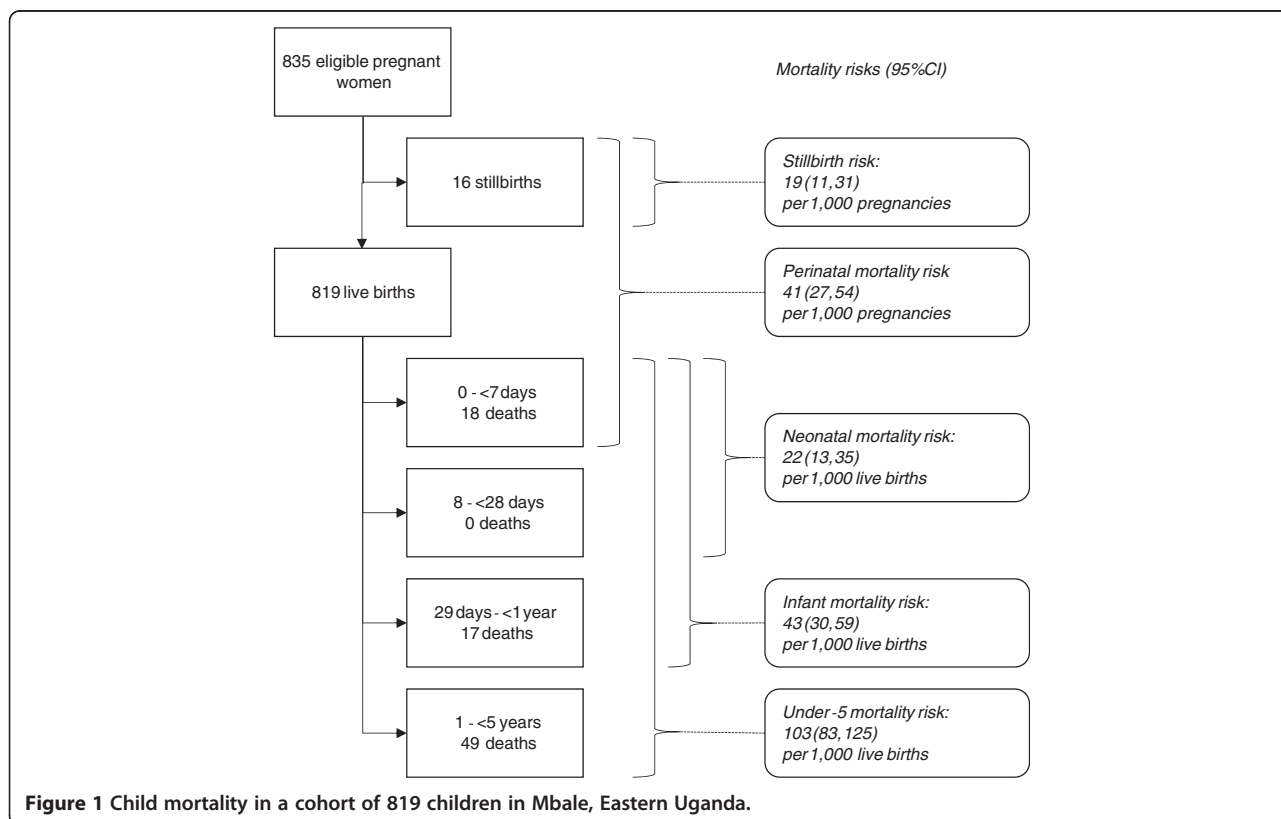 835 eligible pregnant
women
Mortality risks (95%CI)
16 stillbirths
Stillbirth risk:
19 (11,31)
per 1,000 pregnancies
819 live births
Perinatal mortality risk
41 (27,54)
per 1,000 pregnancies
0 - <7 days
18 deaths
Neonatal mortality risk:
22 (13,35)
per 1,000 live births
8 - <28 days
0 deaths
29 days - <1 year
17 deaths
Infant mortality risk:
43 (30,59)
per 1,000 live births
1 - <5 years
49 deaths
Under-5 mortality risk:
103 (83,125)
per 1,000 live births
Figure 1 Child mortality in a cohort of 819 children in Mbale, Eastern Uganda.